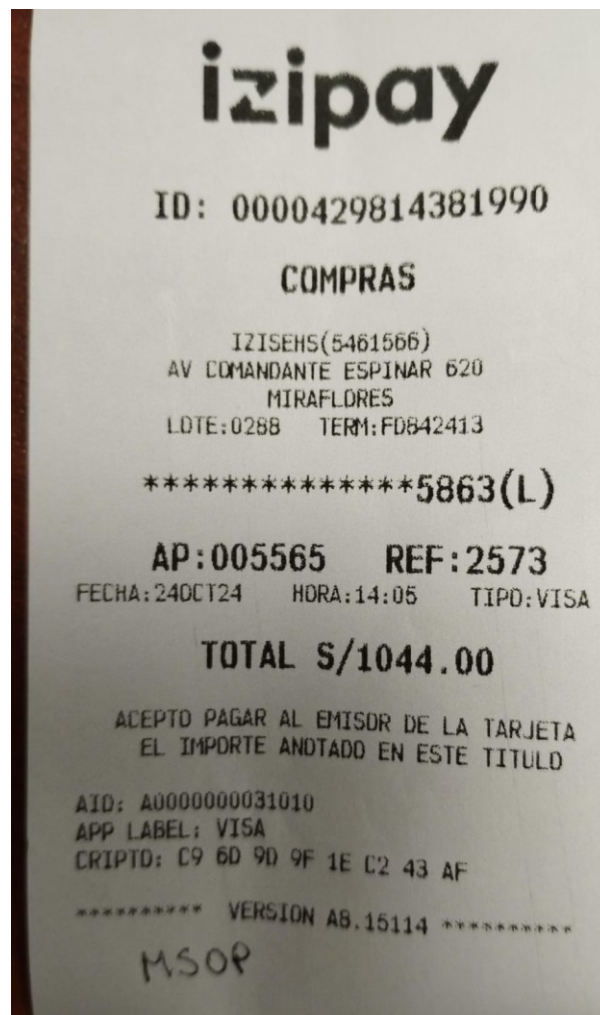 izipay
ID: 0000429814381990
COMPRAS
IZISEHS(5461566)
AV COMANDANTE ESPINAR 620
MIRAFLORES
LOTE:0288 TERM:FD842413
**************5863(L)
AP:005565 REF:2573
FECHA:24OCT24 HORA:14:05 TIPO:VISA
TOTAL S/1044.00
ACEPTO PAGAR AL EMISOR DE LA TARJETA
EL IMPORTE ANOTADO EN ESTE TITULO
AID: A0000000031010
APP LABEL: VISA
CRIPTO: C9 6D 9D 9F 1E C2 43 AF
********** VERSION A8.15114 **********
MSOP